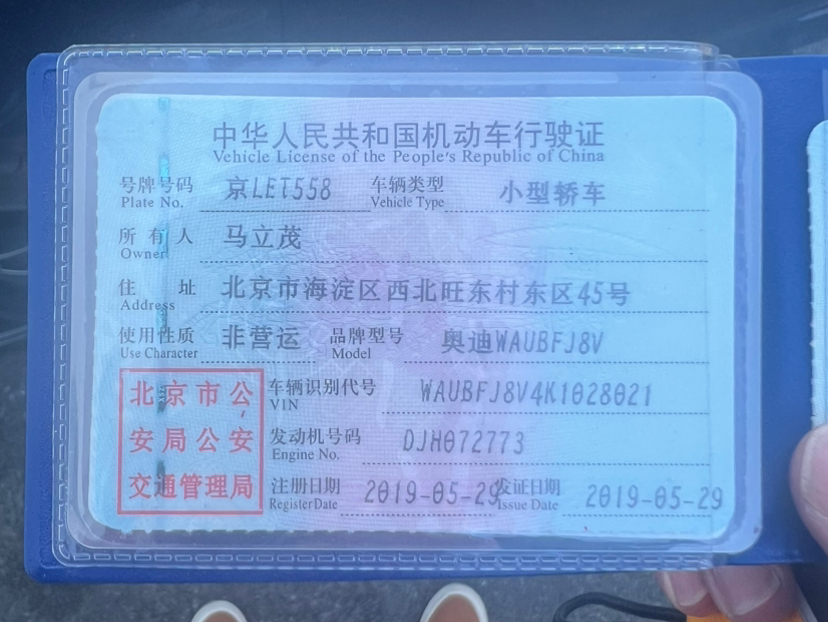 中华人民共和国机动车行驶证
Vehicle License of the People's Republic of China
号牌号码 京LET558 车辆类型 小型轿车
Plate No. Vehicle Type
所有人 马立茂
Owner
住址 北京市海淀区西北旺东村东区45号
Address
使用性质 非营运 品牌型号 奥迪WAUBFJ8V
Use Character Model
北京市公 车辆识别代号 WAUBFJ8V4K1028021
VIN
安局公安 发动机号码 DJH072773
Engine No.
交通管理局 注册日期 2019-05-29 发证日期 2019-05-29
Register Date Issue Date